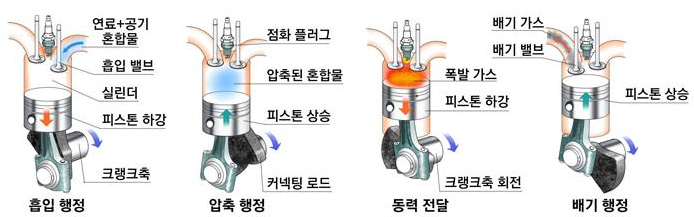 연료+공기
혼합물
흡입 밸브
실린더
피스톤 하강
크랭크축
흡입 행정
점화 플러그
압축된 혼합물
피스톤 상승
커넥팅 로드
압축 행정
폭발 가스
피스톤 하강
크랭크축 회전
동력 전달
배기 가스
배기 밸브
피스톤 상승
배기 행정